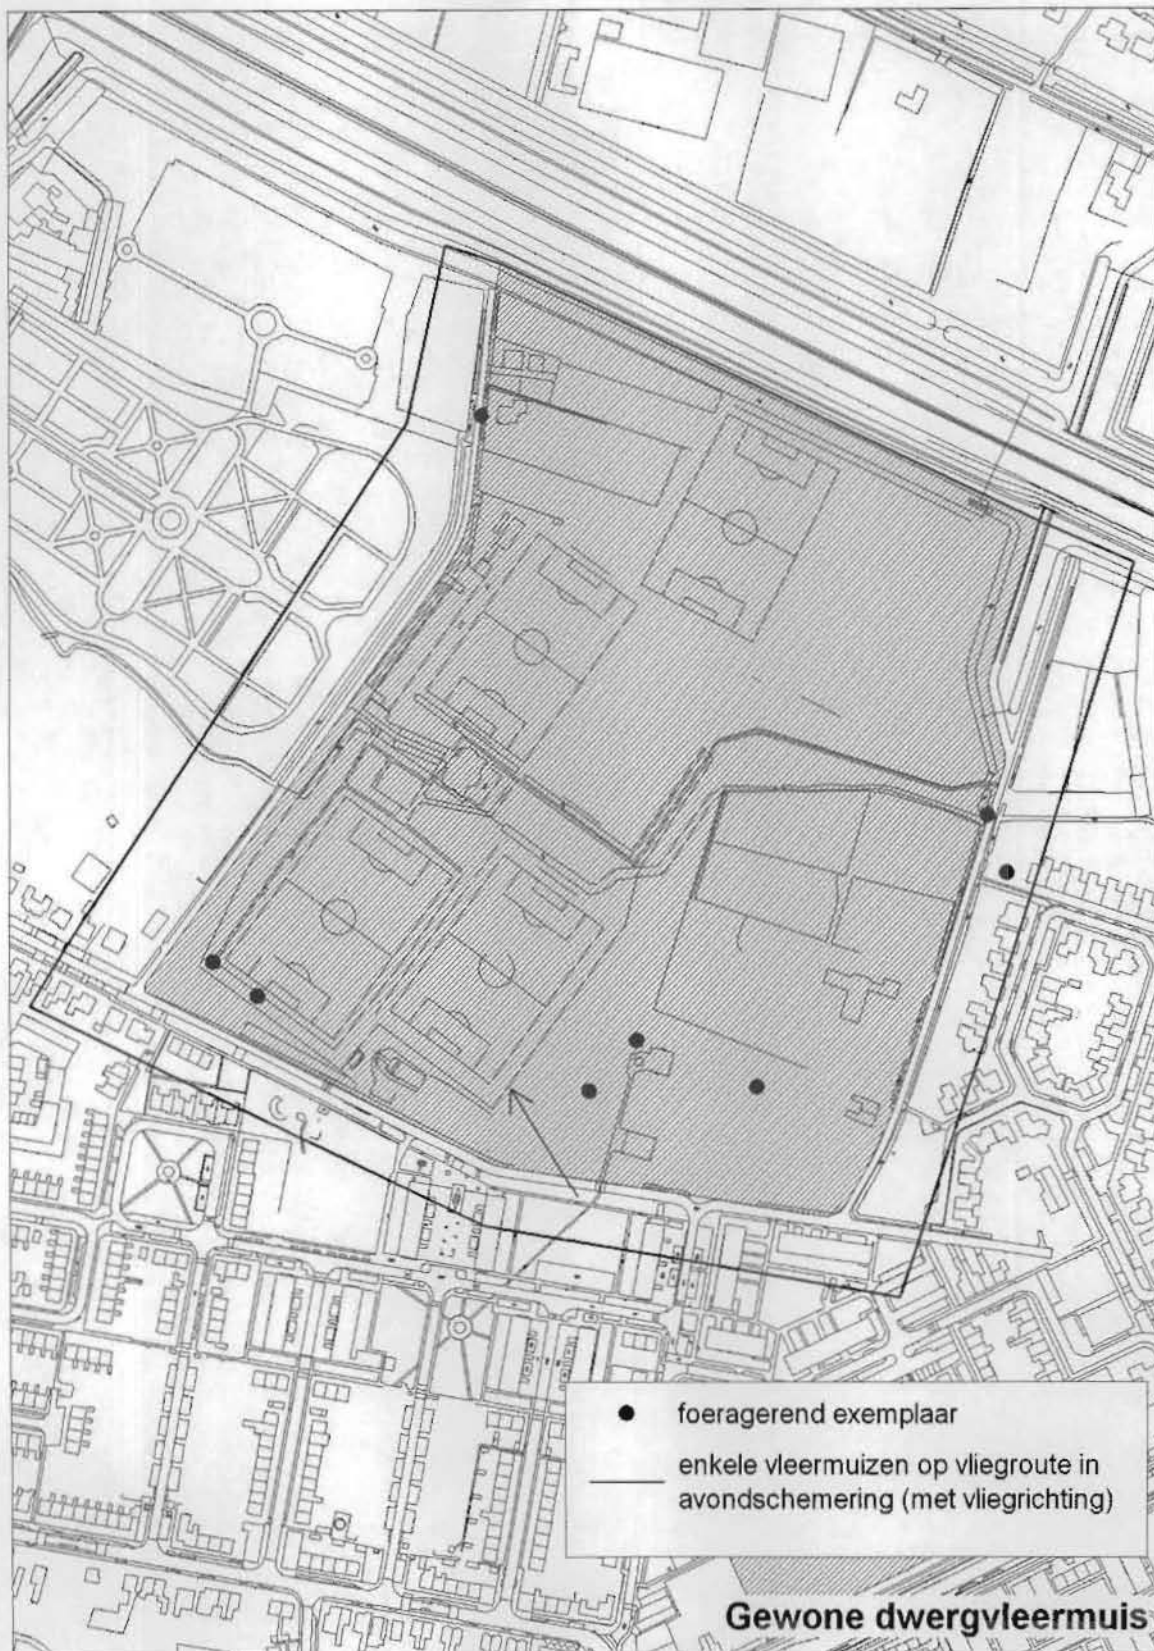 foeragerend exemplaar
enkele vleermuizen op vliegroute in
avondschemering (met vliegrichting)
Gewone dwergvleermuis